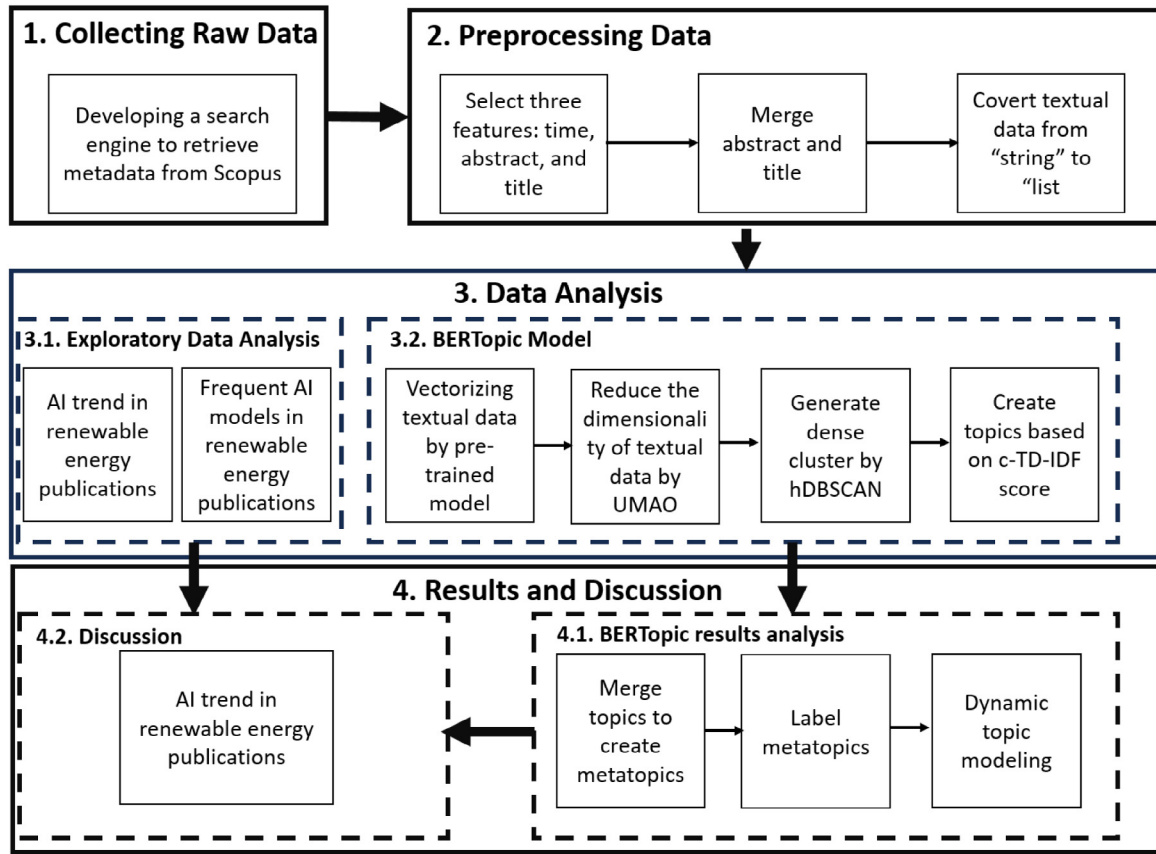 1. Collecting Raw Data
Developing a search
engine to retrieve
metadata from Scopus
2. Preprocessing Data
Select three
features: time,
abstract, and
title
Merge
abstract and
title
Covert textual
data from
“string” to
“list
3. Data Analysis
3.1. Exploratory Data Analysis
AI trend in
renewable
energy
publications
Frequent AI
models in
renewable
energy
publications
3.2. BERTopic Model
Vectorizing
textual data
by pre-
trained
model
Reduce the
dimensionali
ty of textual
data by
UMAO
Generate
dense
cluster by
hDBSCAN
Create
topics based
on c-TD-IDF
score
4. Results and Discussion
4.2. Discussion
AI trend in
renewable energy
publications
4.1. BERTopic results analysis
Merge
topics to
create
metatopics
Label
metatopics
Dynamic
topic
modeling